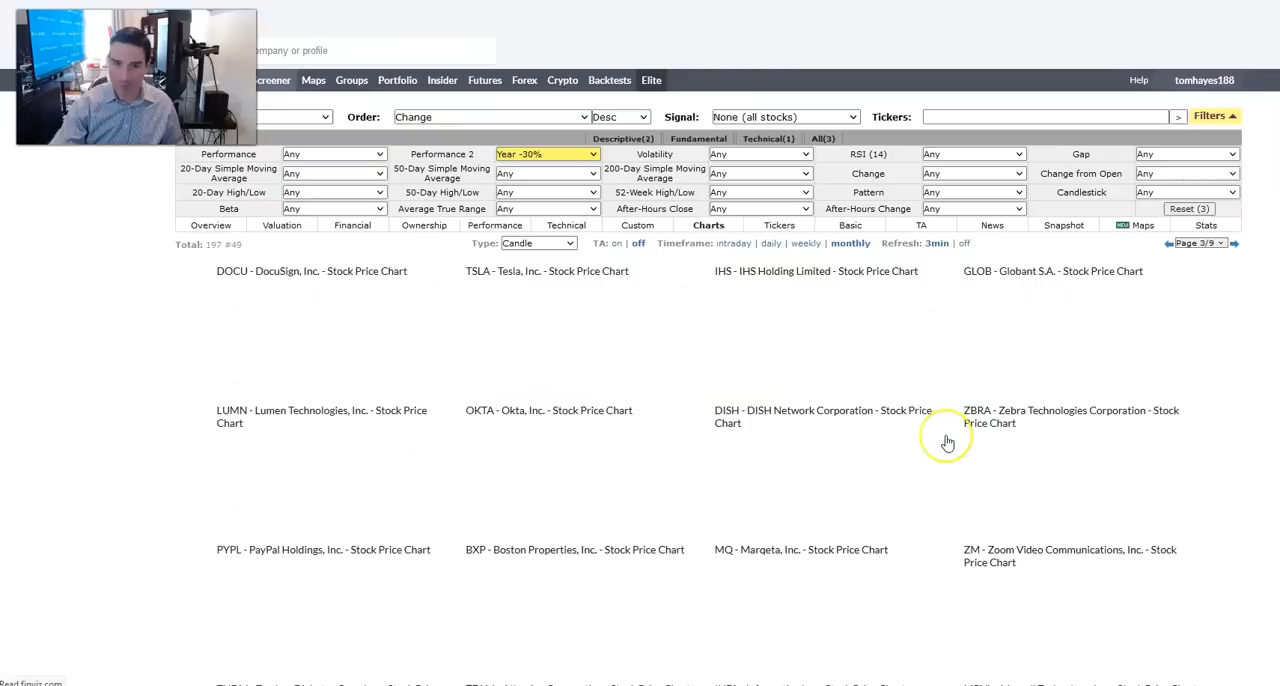 ompany or profile
creener Maps Groups Portfolio Insider Futures Forex Crypto Backtests Elite Help tomhayes188
Order: Change Desc Signal: None (all stocks) Tickers: > Filters
Descriptive(2) Fundamental Technical(1) All(3)
Performance Any Performance 2 Year -30% Volatility Any RSI (14) Any Gap Any
20-Day Simple Moving Average Any 50-Day Simple Moving Average Any 200-Day Simple Moving Average Any Change Any Change from Open Any
20-Day High/Low Any 50-Day High/Low Any 52-Week High/Low Any Pattern Any Candlestick Any
Beta Any Average True Range Any After-Hours Close Any After-Hours Change Any Reset (3)
Overview Valuation Financial Ownership Performance Technical Custom Charts Tickers Basic TA News Snapshot NEW Maps Stats
Total: 197 #49 Type: Candle TA: on | off Timeframe: intraday | daily | weekly | monthly Refresh: 3min | off Page 3/9
DOCU - DocuSign, Inc. - Stock Price Chart TSLA - Tesla, Inc. - Stock Price Chart IHS - IHS Holding Limited - Stock Price Chart GLOB - Globant S.A. - Stock Price Chart
LUMN - Lumen Technologies, Inc. - Stock Price Chart OKTA - Okta, Inc. - Stock Price Chart DISH - DISH Network Corporation - Stock Price Chart ZBRA - Zebra Technologies Corporation - Stock Price Chart
PYPL - PayPal Holdings, Inc. - Stock Price Chart BXP - Boston Properties, Inc. - Stock Price Chart MQ - Marqeta, Inc. - Stock Price Chart ZM - Zoom Video Communications, Inc. - Stock Price Chart
Read finviz.com